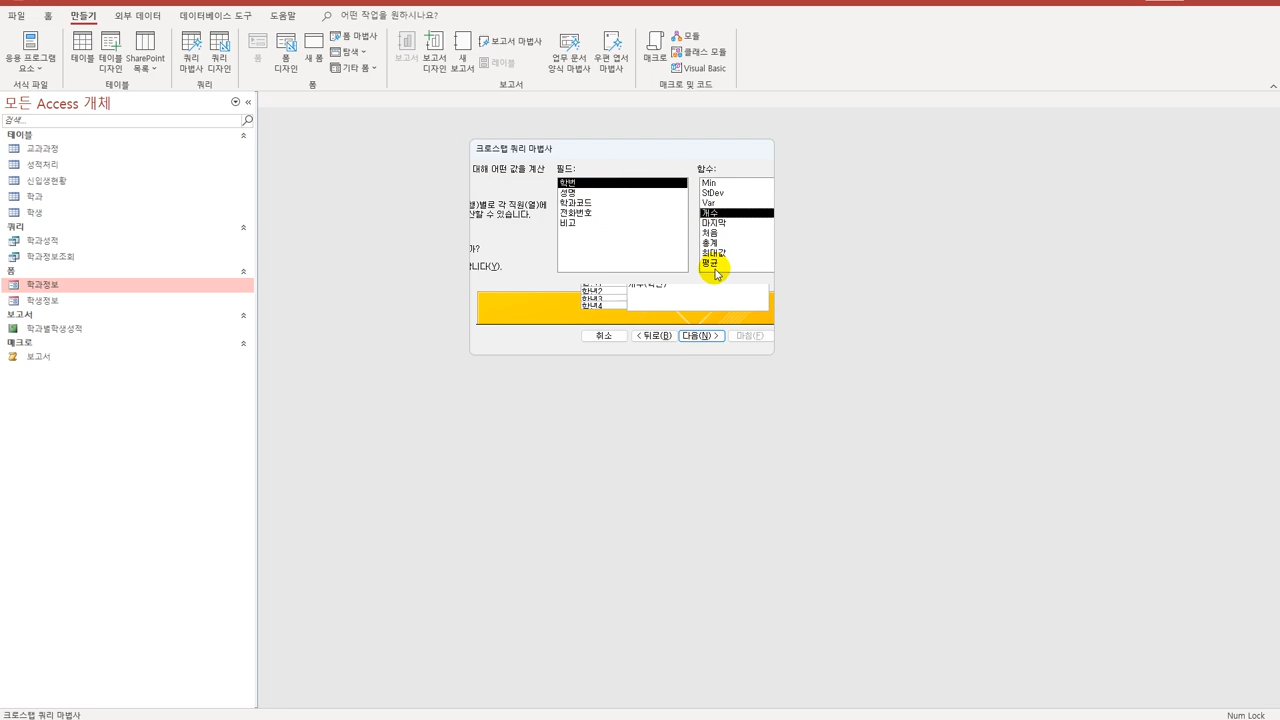 파일 홈 만들기 외부 데이터 데이터베이스 도구 도움말 어떤 작업을 원하시나요?
응용 프로그램
요소
서식 파일
테이블
테이블
디자인
SharePoint
목록
테이블
쿼리
마법사
쿼리
디자인
쿼리
폼
폼
디자인
새 폼
폼 마법사
탐색
기타 폼
폼
보고서
보고서
디자인
새
보고서
보고서 마법사
레이블
업무 문서
양식 마법사
우편 엽서
마법사
보고서
매크로
모듈
클래스 모듈
Visual Basic
매크로 및 코드
모든 Access 개체
검색...
테이블
교과과정
성적처리
신입생현황
학과
학생
쿼리
학과성적
학과정보조회
폼
학과정보
학생정보
보고서
학과별학생성적
매크로
보고서
크로스탭 쿼리 마법사
대해 어떤 값을 계산
)별로 각 직원(열)에
산할 수 있습니다.
까?
니다(Y).
필드:
학번
성명
학과코드
전화번호
비고
함수:
Min
StDev
Var
개수
마지막
처음
총계
최대값
평균
학년2
학년3
학년4
취소 < 뒤로(B) 다음(N) > 마침(F)
크로스탭 쿼리 마법사 Num Lock